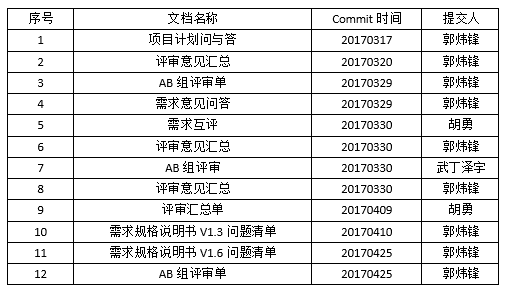 序号 文档名称 Commit 时间 提交人
1 项目计划问与答 20170317 郭炜锋
2 评审意见汇总 20170320 郭炜锋
3 AB 组评审单 20170329 郭炜锋
4 需求意见问答 20170329 郭炜锋
5 需求互评 20170330 胡勇
6 评审意见汇总 20170330 郭炜锋
7 AB 组评审 20170330 武丁泽宇
8 评审意见汇总 20170330 郭炜锋
9 评审汇总单 20170409 胡勇
10 需求规格说明书 V1.3 问题清单 20170410 郭炜锋
11 需求规格说明书 V1.6 问题清单 20170425 郭炜锋
12 AB 组评审单 20170425 郭炜锋